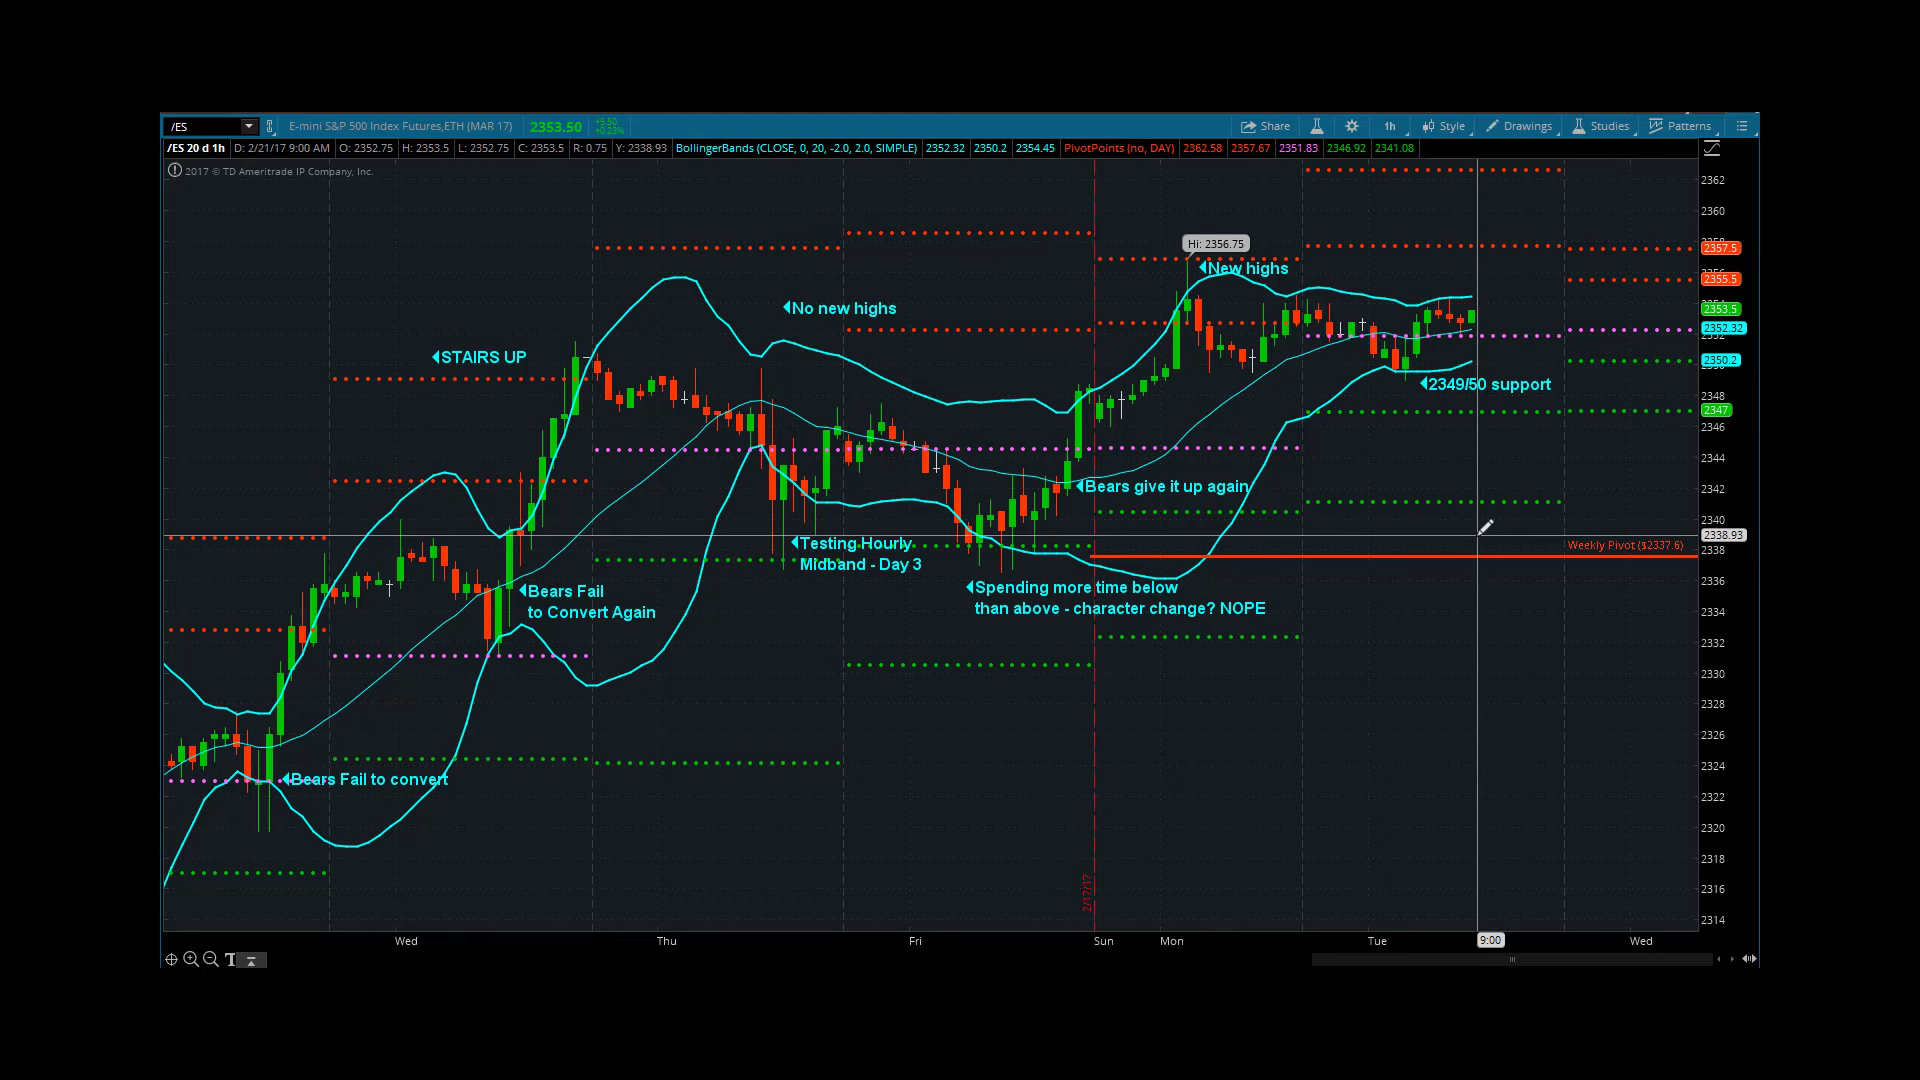 /ES
E-mini S&P 500 Index Futures,ETH (MAR 17)
2353.50
+5.50
+0.23%
Share
1h
Style
Drawings
Studies
Patterns
/ES 20 d 1h
D: 2/21/17 9:00 AM
O: 2352.75
H: 2353.5
L: 2352.75
C: 2353.5
R: 0.75
Y: 2338.93
BollingerBands (CLOSE, 0, 20, -2.0, 2.0, SIMPLE)
2352.32
2350.2
2354.45
PivotPoints (no, DAY)
2362.58
2357.67
2351.83
2346.92
2341.08
2017 © TD Ameritrade IP Company, Inc.
Hi: 2356.75
New highs
No new highs
STAIRS UP
2349/50 support
Bears give it up again
Testing Hourly
Midband - Day 3
Weekly Pivot ($2337.6)
Bears Fail
to Convert Again
Spending more time below
than above - character change? NOPE
Bears Fail to convert
2/17/17
2362
2360
2357.5
2355.5
2353.5
2352.32
2350.2
2348
2347
2346
2344
2342
2340
2338.93
2338
2336
2334
2332
2330
2328
2326
2324
2322
2320
2318
2316
2314
Wed
Thu
Fri
Sun
Mon
Tue
9:00
Wed
T